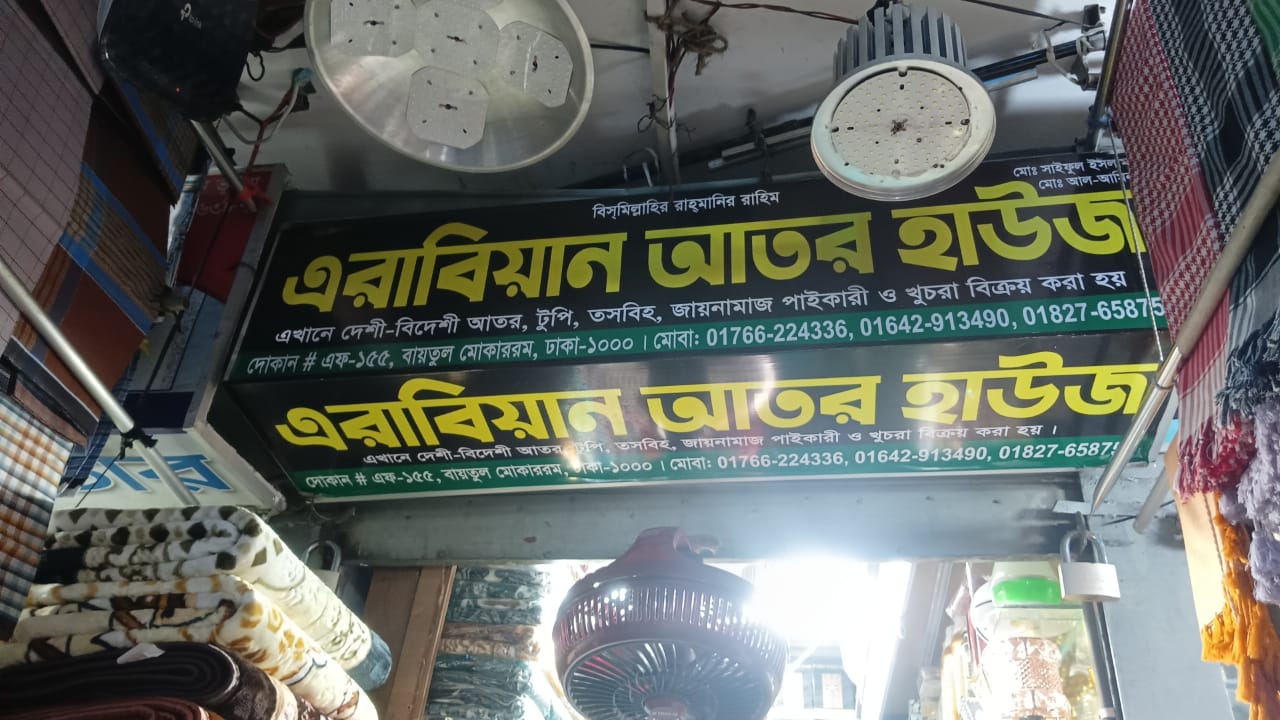 tp-link
বিস্‌মিল্লাহির রাহ্‌মানির রাহিম
মোঃ সাইফুল
মোঃ
এরাবিয়ান আতর হাউজ
এখানে দেশী-বিদেশী আতর, টুপি, তসবিহ, জায়নামাজ পাইকারী ও খুচরা বিক্রয় করা হয়
দোকান # এফ-১৫৫, বায়তুল মোকাররম, ঢাকা-১০০০ । মোবা: 01766-224336, 01642-913490, 01827-65875
এরাবিয়ান আতর হাউজ
এখানে দেশী-বিদেশী আতর, টুপি, তসবিহ, জায়নামাজ পাইকারী ও খুচরা বিক্রয় করা হয় ।
দোকান # এফ-১৫৫, বায়তুল মোকাররম, ঢাকা-১০০০ । মোবা: 01766-224336, 01642-913490, 01827-65875